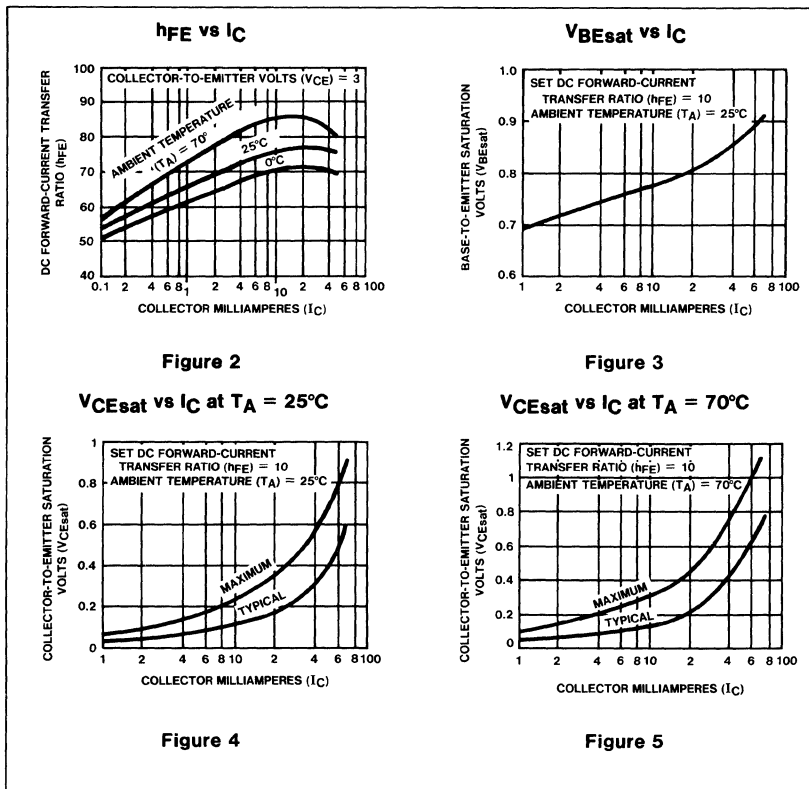 hFE vs IC
COLLECTOR-TO-EMITTER VOLTS (VCE) = 3
AMBIENT TEMPERATURE
(TA) = 70°
25°C
0°C
DC FORWARD-CURRENT TRANSFER
RATIO (hFE)
100
90
80
70
60
50
40
0.1 2 4 6 8 1 2 4 6 8 10 2 4 6 8 100
COLLECTOR MILLIAMPERES (IC)
Figure 2
VBEsat vs IC
SET DC FORWARD-CURRENT
TRANSFER RATIO (hFE) = 10
AMBIENT TEMPERATURE (TA) = 25°C
BASE-TO-EMITTER SATURATION
VOLTS (VBEsat)
1.0
0.9
0.8
0.7
0.6
1 2 4 6 8 10 2 4 6 8 100
COLLECTOR MILLIAMPERES (IC)
Figure 3
VCEsat vs IC at TA = 25°C
SET DC FORWARD-CURRENT
TRANSFER RATIO (hFE) = 10
AMBIENT TEMPERATURE (TA) = 25°C
MAXIMUM
TYPICAL
COLLECTOR-TO-EMITTER SATURATION
VOLTS (VCEsat)
1
0.8
0.6
0.4
0.2
0
1 2 4 6 8 10 2 4 6 8 100
COLLECTOR MILLIAMPERES (IC)
Figure 4
VCEsat vs IC at TA = 70°C
SET DC FORWARD-CURRENT
TRANSFER RATIO (hFE) = 10
AMBIENT TEMPERATURE (TA) = 70°C
MAXIMUM
TYPICAL
COLLECTOR-TO-EMITTER SATURATION
VOLTS (VCEsat)
1.2
1
0.8
0.6
0.4
0.2
0
1 2 4 6 8 10 2 4 6 8 100
COLLECTOR MILLIAMPERES (IC)
Figure 5